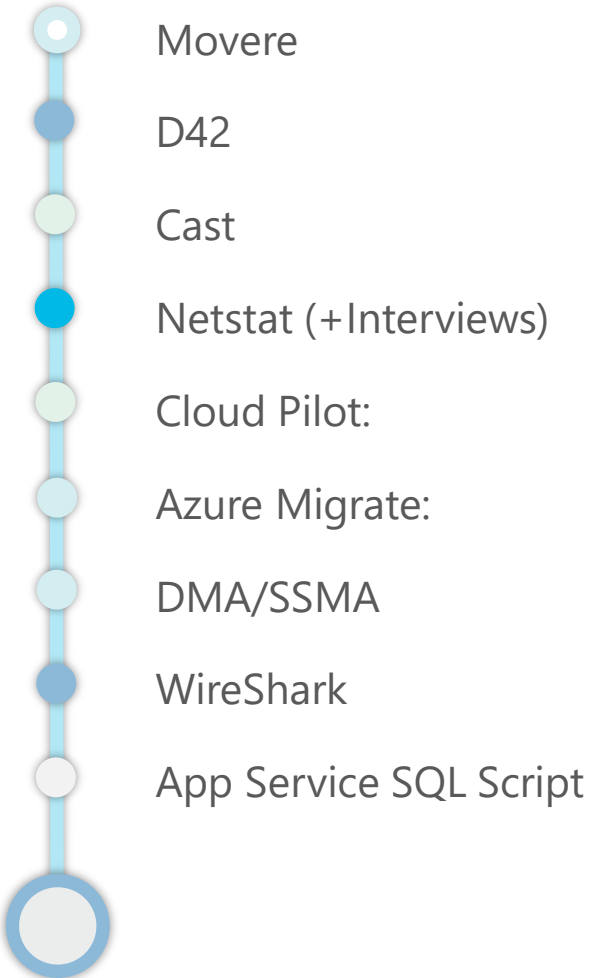 Movere
D42
Cast
Netstat (+Interviews)
Cloud Pilot:
Azure Migrate:
DMA/SSMA
WireShark
App Service SQL Script